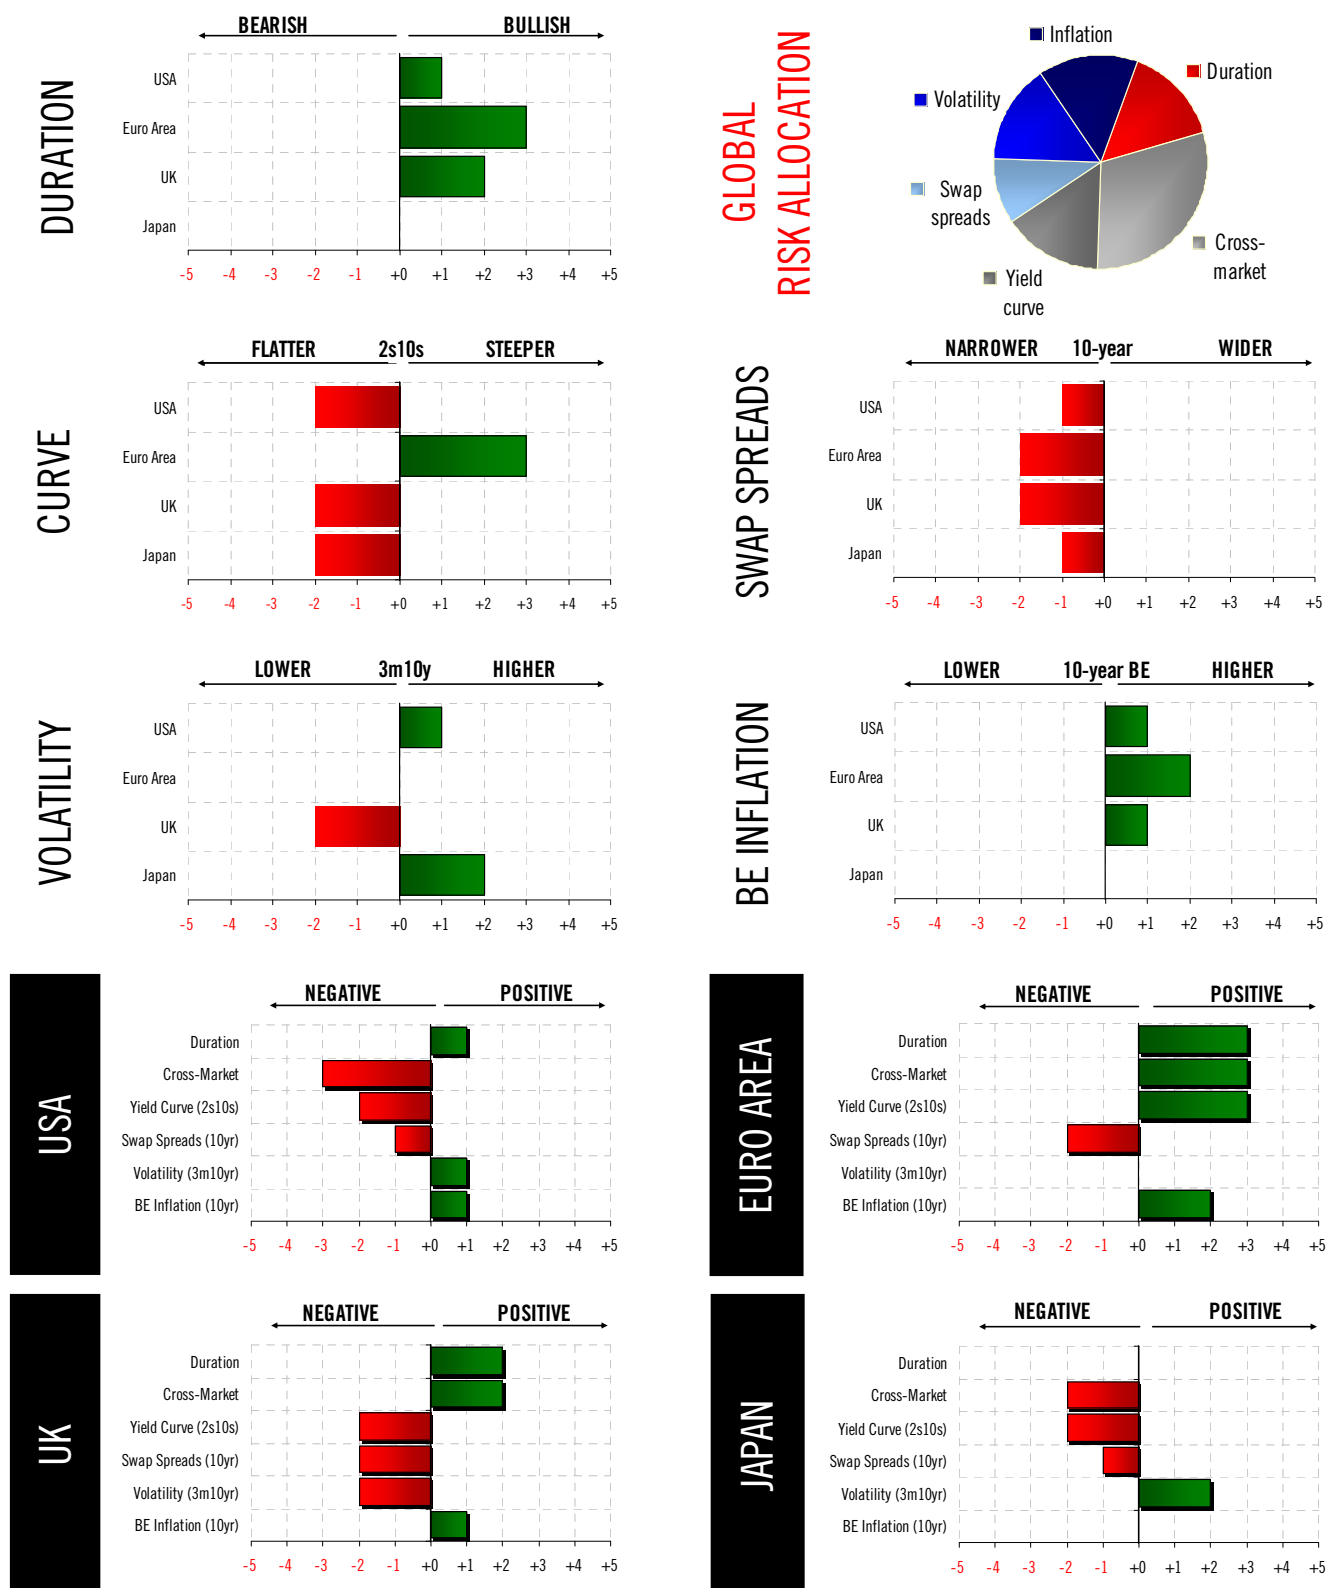 BEARISH BULLISH
DURATION
USA
Euro Area
UK
Japan
-5 -4 -3 -2 -1 +0 +1 +2 +3 +4 +5
GLOBAL
RISK ALLOCATION
Inflation
Duration
Volatility
Swap
spreads
Cross-
market
Yield
curve
FLATTER 2s10s STEEPER
CURVE
USA
Euro Area
UK
Japan
-5 -4 -3 -2 -1 +0 +1 +2 +3 +4 +5
NARROWER 10-year WIDER
SWAP SPREADS
USA
Euro Area
UK
Japan
-5 -4 -3 -2 -1 +0 +1 +2 +3 +4 +5
LOWER 3m10y HIGHER
VOLATILITY
USA
Euro Area
UK
Japan
-5 -4 -3 -2 -1 +0 +1 +2 +3 +4 +5
LOWER 10-year BE HIGHER
BE INFLATION
USA
Euro Area
UK
Japan
-5 -4 -3 -2 -1 +0 +1 +2 +3 +4 +5
USA
NEGATIVE POSITIVE
Duration
Cross-Market
Yield Curve (2s10s)
Swap Spreads (10yr)
Volatility (3m10yr)
BE Inflation (10yr)
-5 -4 -3 -2 -1 +0 +1 +2 +3 +4 +5
EURO AREA
NEGATIVE POSITIVE
Duration
Cross-Market
Yield Curve (2s10s)
Swap Spreads (10yr)
Volatility (3m10yr)
BE Inflation (10yr)
-5 -4 -3 -2 -1 +0 +1 +2 +3 +4 +5
UK
NEGATIVE POSITIVE
Duration
Cross-Market
Yield Curve (2s10s)
Swap Spreads (10yr)
Volatility (3m10yr)
BE Inflation (10yr)
-5 -4 -3 -2 -1 +0 +1 +2 +3 +4 +5
JAPAN
NEGATIVE POSITIVE
Duration
Cross-Market
Yield Curve (2s10s)
Swap Spreads (10yr)
Volatility (3m10yr)
BE Inflation (10yr)
-5 -4 -3 -2 -1 +0 +1 +2 +3 +4 +5